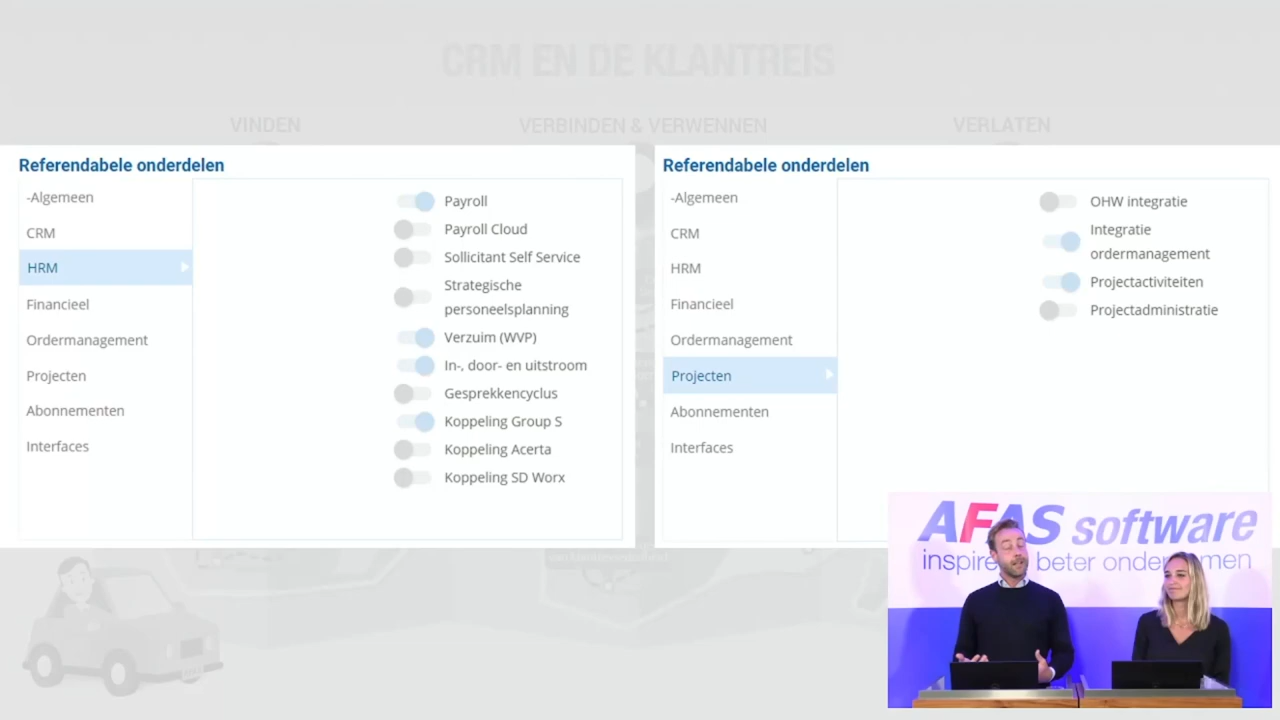 CRM EN DE KLANTREIS
VINDEN
VERBINDEN & VERWENNEN
VERLATEN
Referendabele onderdelen
-Algemeen
CRM
HRM
Financieel
Ordermanagement
Projecten
Abonnementen
Interfaces
Payroll
Payroll Cloud
Sollicitant Self Service
Strategische
personeelsplanning
Verzuim (WVP)
In-, door- en uitstroom
Gesprekkencyclus
Koppeling Group S
Koppeling Acerta
Koppeling SD Worx
Referendabele onderdelen
-Algemeen
CRM
HRM
Financieel
Ordermanagement
Projecten
Abonnementen
Interfaces
OHW integratie
Integratie
ordermanagement
Projectactiviteiten
Projectadministratie
AFAS software
beter